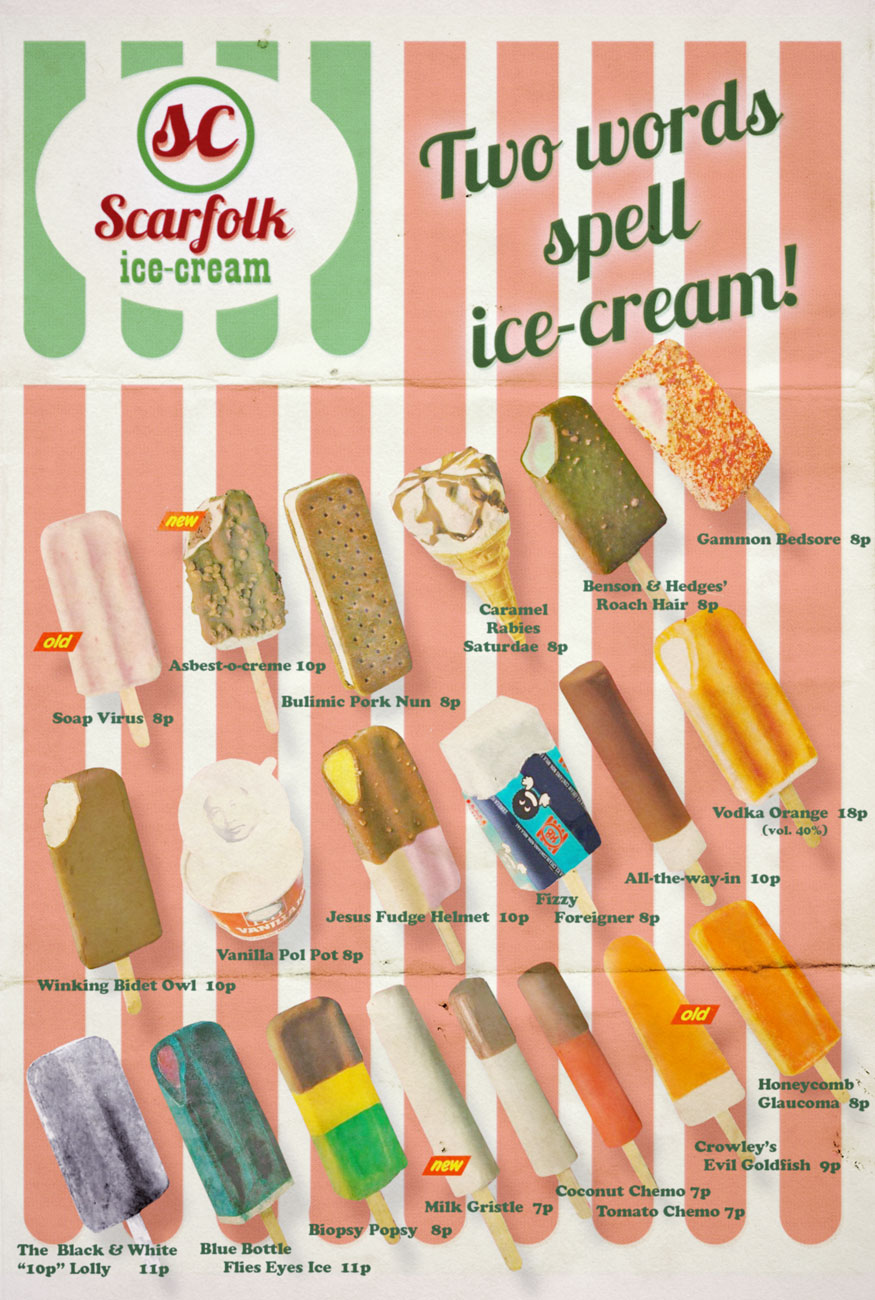 sc
Scarfolk
ice-cream
Two words
spell
ice-cream!
Gammon Bedsore 8p
Benson & Hedges’
Roach Hair 8p
Caramel
Rabies
Saturdae 8p
new
Asbest-o-creme 10p
Bulimic Pork Nun 8p
old
Soap Virus 8p
Vodka Orange 18p
(vol. 40%)
All-the-way-in 10p
Fizzy
Foreigner 8p
Jesus Fudge Helmet 10p
VANILLA
Vanilla Pol Pot 8p
Winking Bidet Owl 10p
old
Honeycomb
Glaucoma 8p
Crowley’s
Evil Goldfish 9p
Coconut Chemo 7p
Tomato Chemo 7p
new
Milk Gristle 7p
Biopsy Popsy 8p
The Black & White
“10p” Lolly 11p
Blue Bottle
Flies Eyes Ice 11p